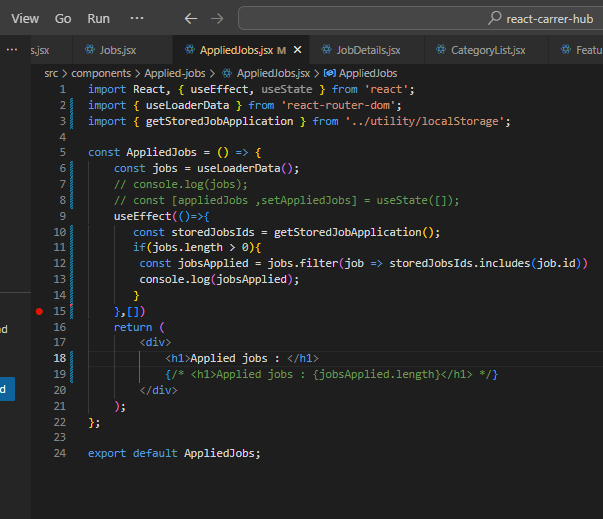 View Go Run ... ← → react-carrer-hub
... s.jsx Jobs.jsx AppliedJobs.jsx M × JobDetails.jsx CategoryList.jsx Featu
src > components > Applied-jobs > AppliedJobs.jsx > AppliedJobs
1 import React, { useEffect, useState } from 'react';
2 import { useLoaderData } from 'react-router-dom';
3 import { getStoredJobApplication } from '../utility/localStorage';
4
5 const AppliedJobs = () => {
6 const jobs = useLoaderData();
7 // console.log(jobs);
8 // const [appliedJobs ,setAppliedJobs] = useState([]);
9 useEffect(()=>{
10 const storedJobsIds = getStoredJobApplication();
11 if(jobs.length > 0){
12 const jobsApplied = jobs.filter(job => storedJobsIds.includes(job.id))
13 console.log(jobsApplied);
14 }
15 },[])
16 return (
17 <div>
18 <h1>Applied jobs : </h1>
19 {/* <h1>Applied jobs : {jobsApplied.length}</h1> */}
20 </div>
21 );
22 };
23
24 export default AppliedJobs;
nd
d